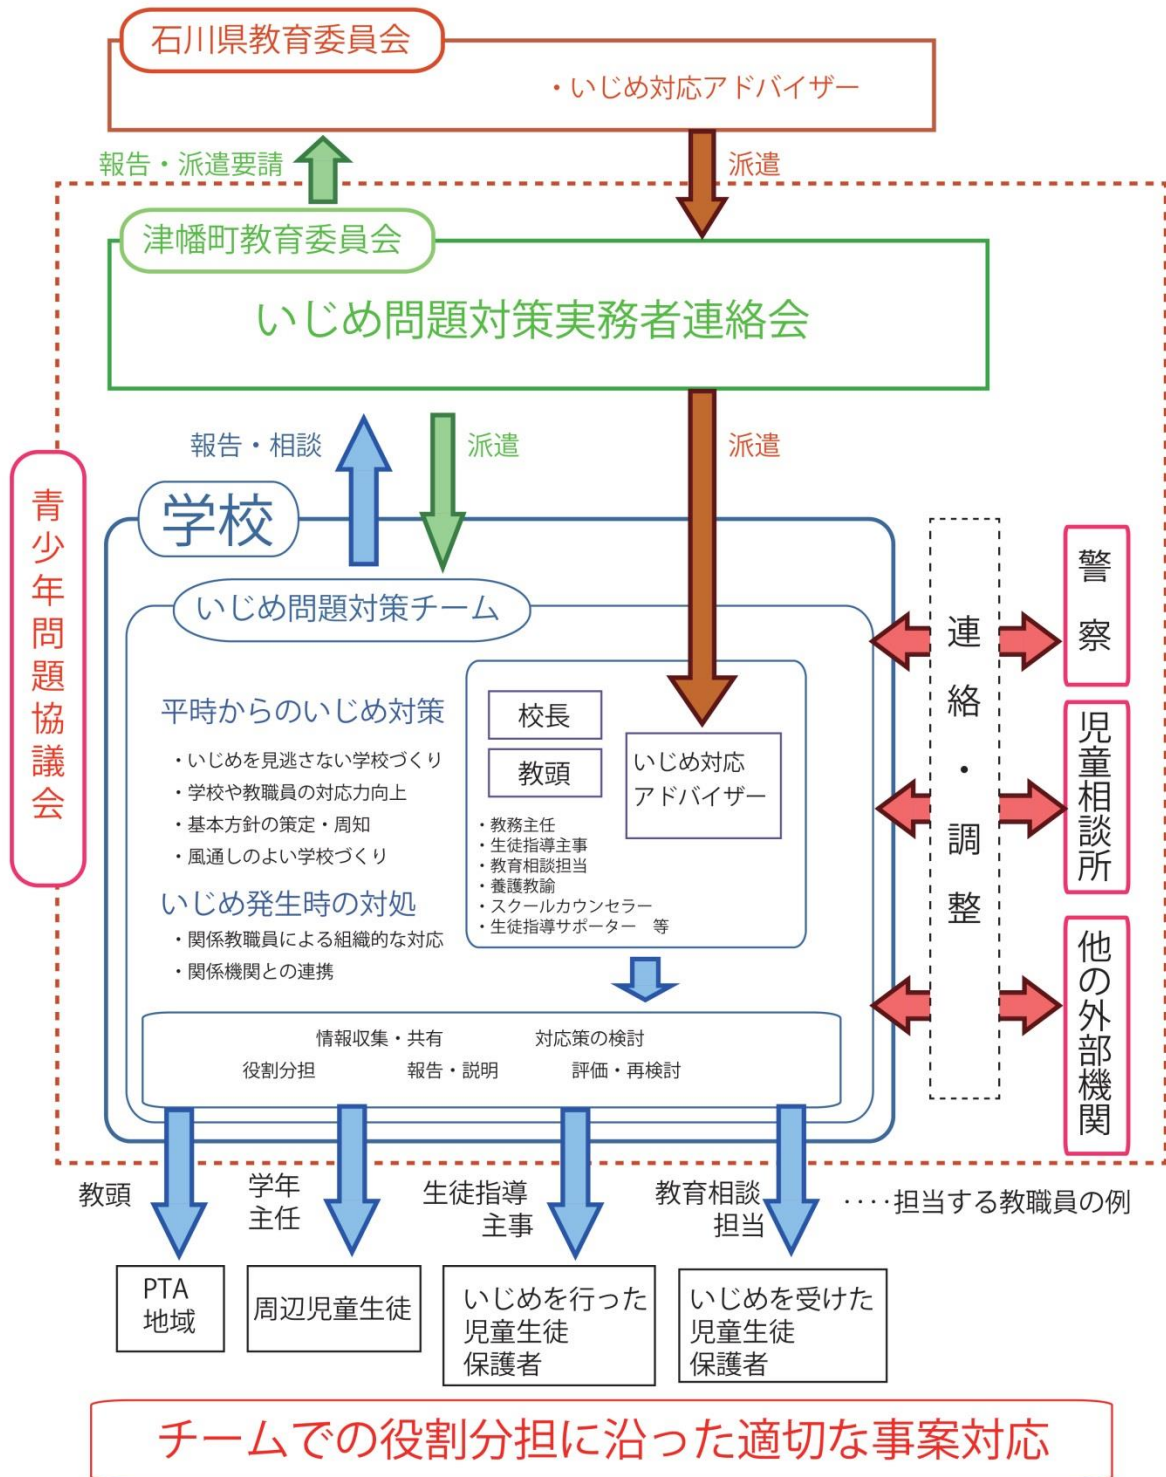 石川県教育委員会
・いじめ対応アドバイザー
報告・派遣要請
派遣
津幡町教育委員会
いじめ問題対策実務者連絡会
報告・相談
派遣
派遣
青少年問題協議会
学校
いじめ問題対策チーム
平時からのいじめ対策
・いじめを見逃さない学校づくり
・学校や教職員の対応力向上
・基本方針の策定・周知
・風通しのよい学校づくり
いじめ発生時の対処
・関係教職員による組織的な対応
・関係機関との連携
校長
教頭
いじめ対応
アドバイザー
・教務主任
・生徒指導主事
・教育相談担当
・養護教諭
・スクールカウンセラー
・生徒指導サポーター　等
情報収集・共有
対応策の検討
役割分担
報告・説明
評価・再検討
連絡・調整
警察
児童相談所
他の外部機関
教頭
学年
主任
生徒指導
主事
教育相談
担当
‥‥担当する教職員の例
PTA
地域
周辺児童生徒
いじめを行った
児童生徒
保護者
いじめを受けた
児童生徒
保護者
チームでの役割分担に沿った適切な事案対応